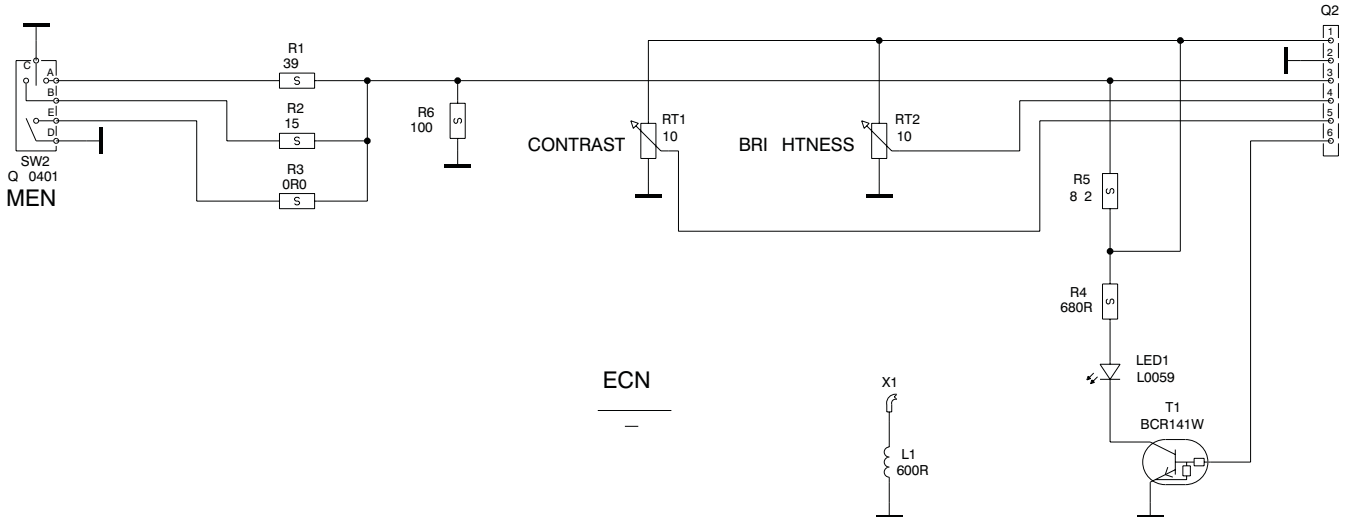 Q2
1
2
3
4
5
6
C
A
B
E
D
SW2
Q 0401
MEN
R1
39
S
R2
15
S
R3
0R0
S
R6
100
S
CONTRAST
RT1
10
BRI HTNESS
RT2
10
R5
8 2
S
R4
680R
S
LED1
L0059
T1
BCR141W
ECN
–
X1
L1
600R